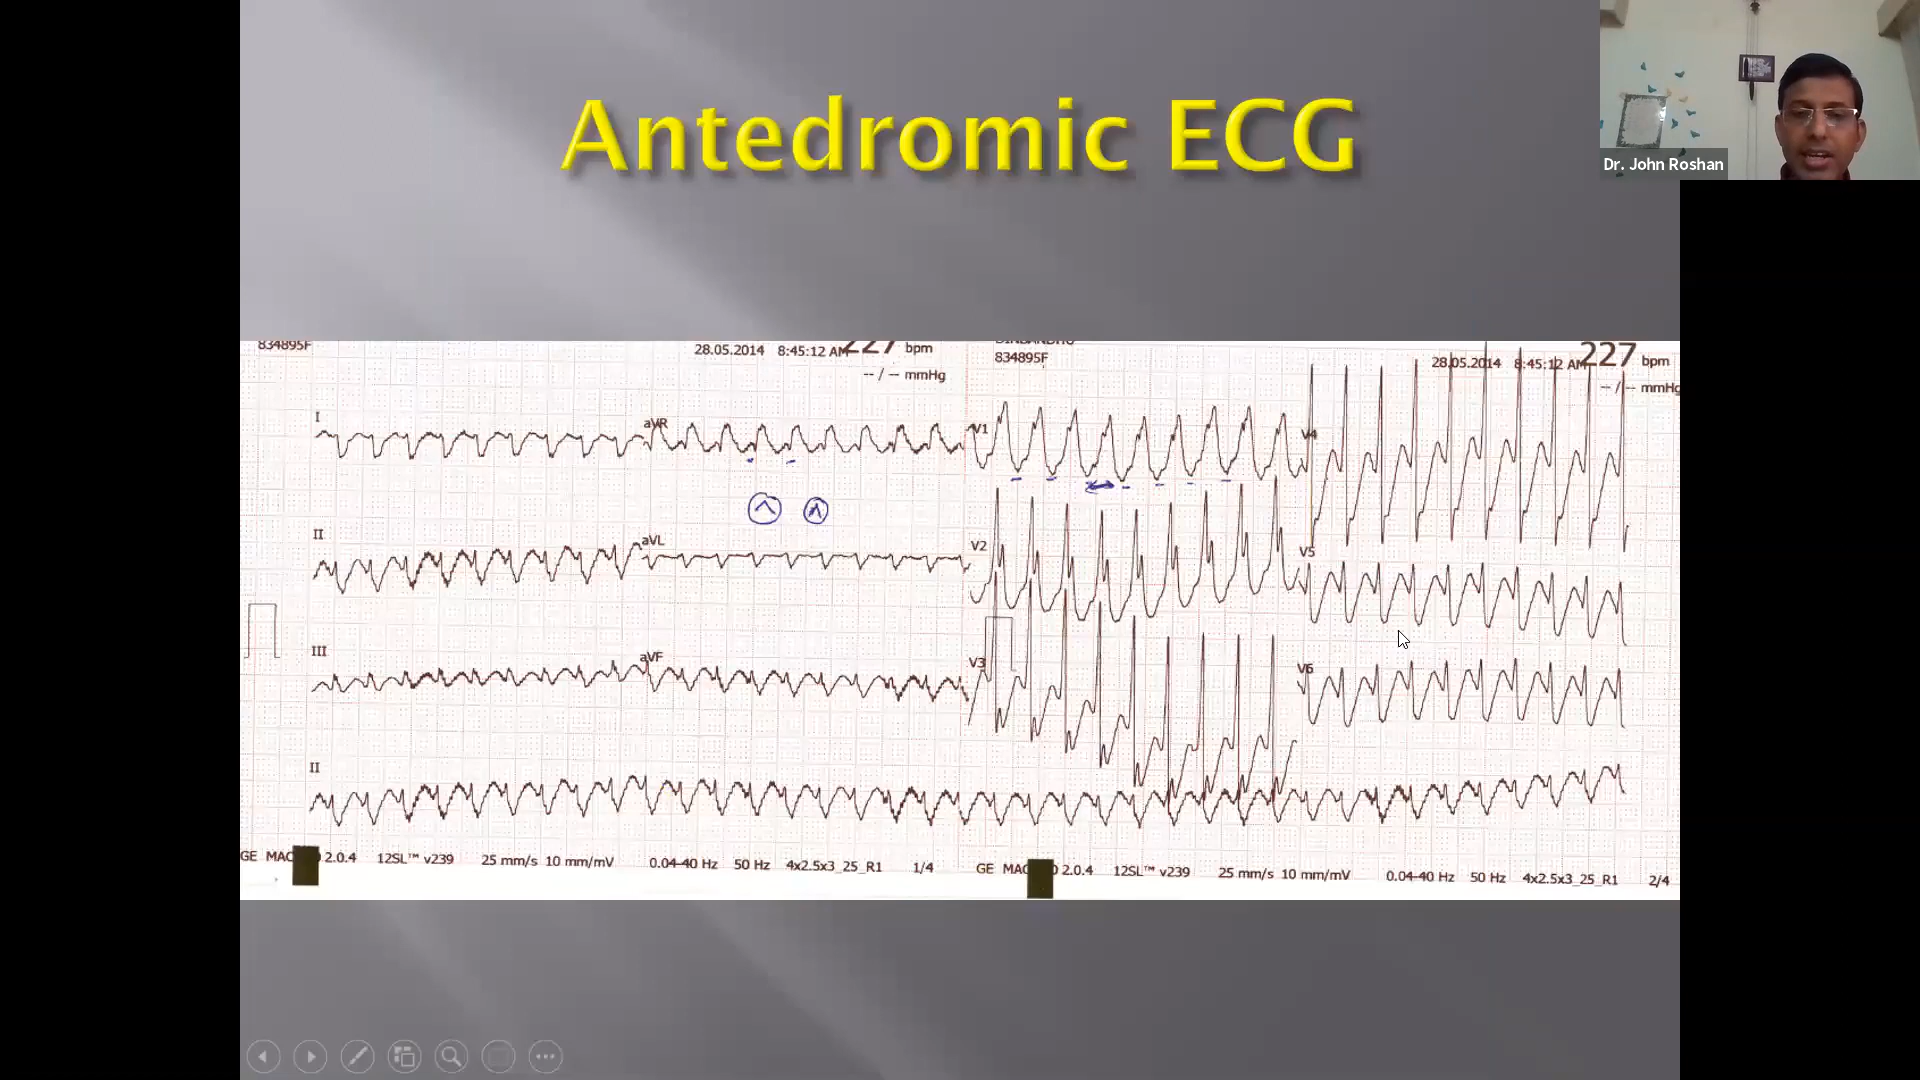 Antedromic ECG
Dr. John Roshan
834895F
28.05.2014 8:45:12 AM 227 bpm
-- / -- mmHg
834895F
28.05.2014 8:45:12 AM 227 bpm
-- / -- mmHg
I
aVR
V1
V4
II
aVL
V2
V5
III
aVF
V3
V6
II
GE MAC 2.0.4 12SL™ v239 25 mm/s 10 mm/mV 0.04-40 Hz 50 Hz 4x2.5x3_25_R1 1/4
GE MAC 2.0.4 12SL™ v239 25 mm/s 10 mm/mV 0.04-40 Hz 50 Hz 4x2.5x3_25_R1 2/4